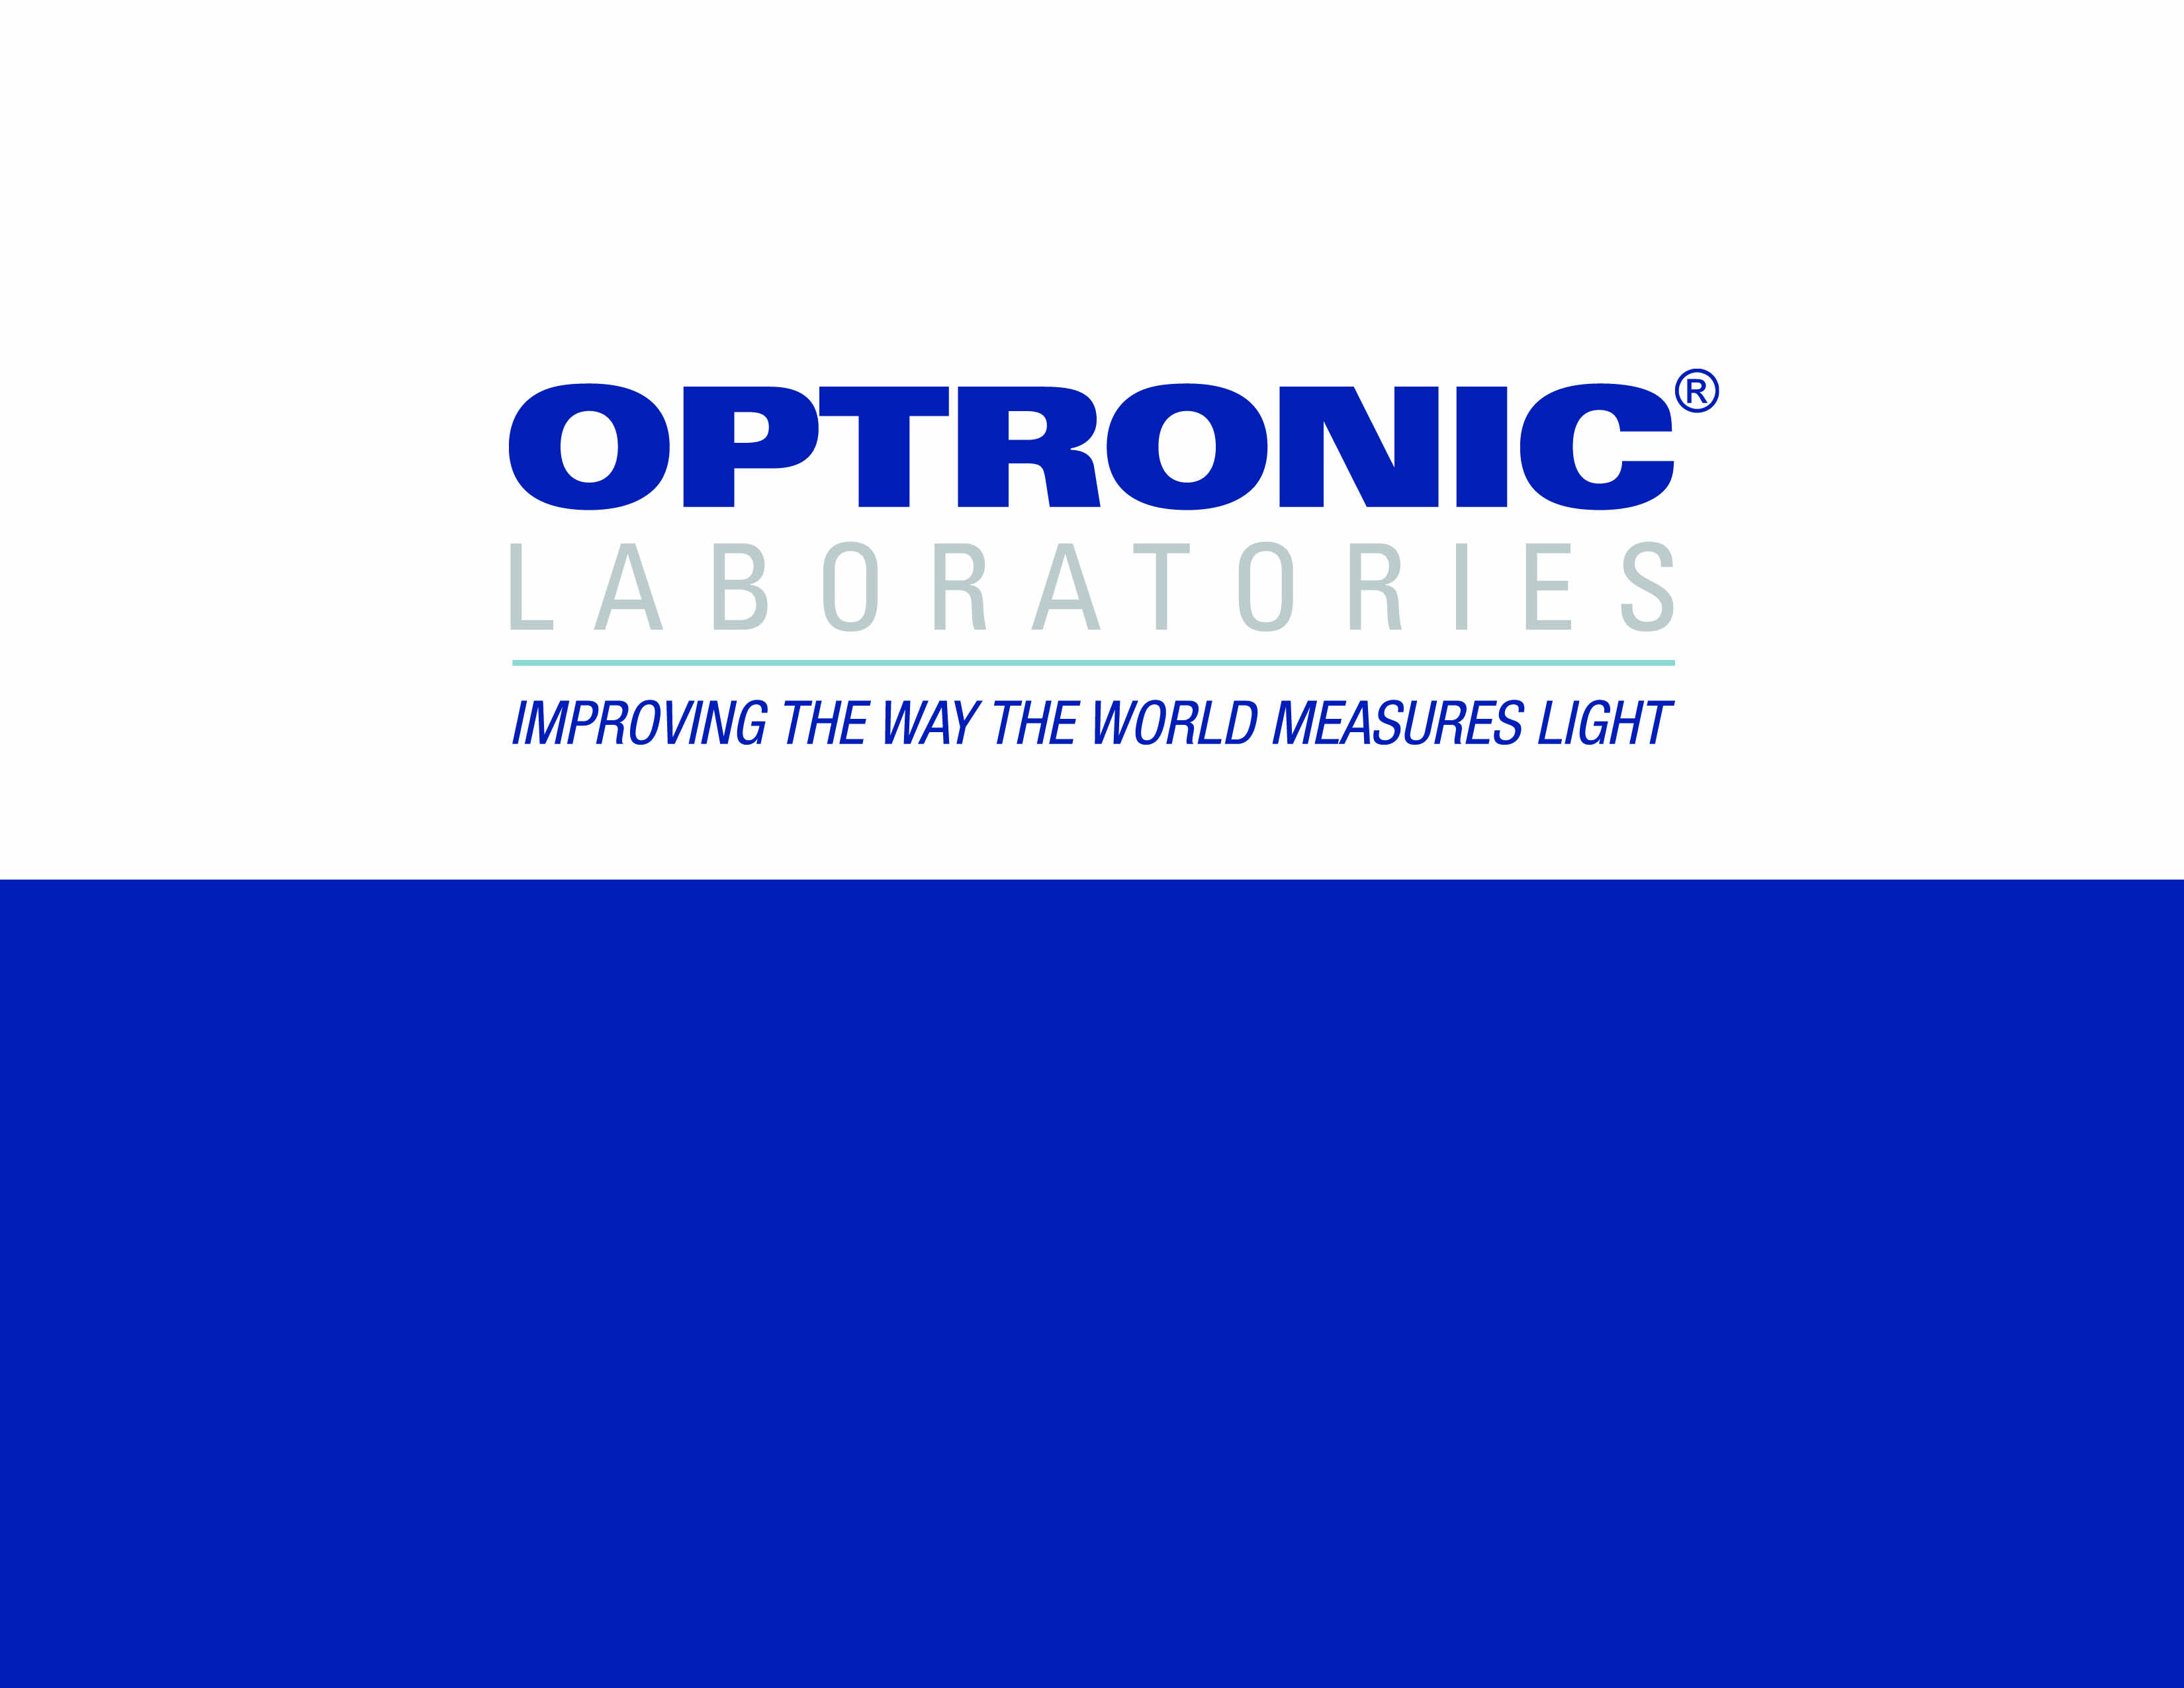 OPTRONIC®
LABORATORIES
IMPROVING THE WAY THE WORLD MEASURES LIGHT